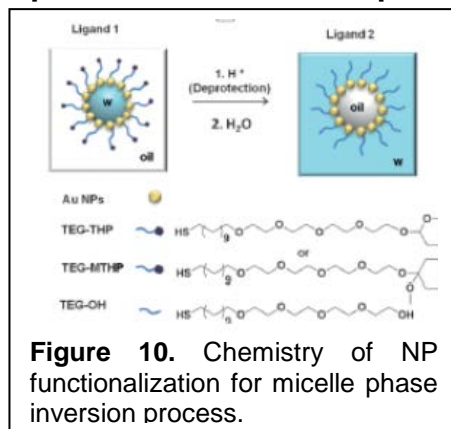 Ligand 1
Ligand 2
1. H +
(Deprotection)
2. H₂O
w
oil
oil
w
Au NPs
TEG-THP HS 9 O O O O O O
or
TEG-MTHP HS 9 O O O O O O
O
TEG-OH HS 9 O O O O OH
Figure 10. Chemistry of NP
functionalization for micelle phase
inversion process.